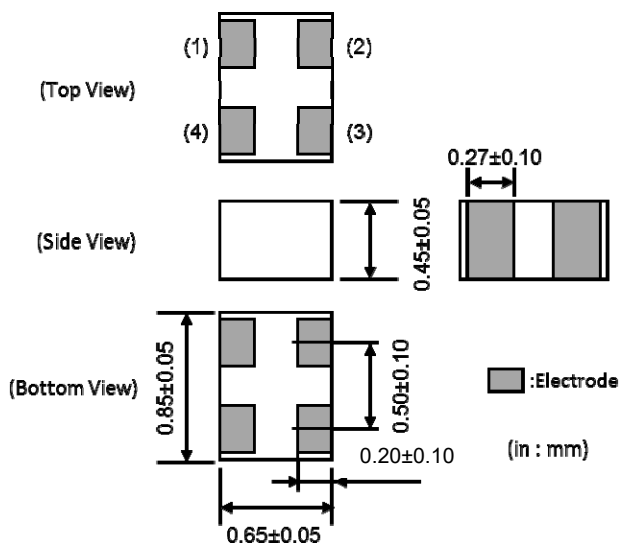 (1)
(2)
(Top View)
(4)
(3)
0.27±0.10
(Side View)
0.45±0.05
(Bottom View)
0.85±0.05
0.50±0.10
:Electrode
0.20±0.10
(in : mm)
0.65±0.05